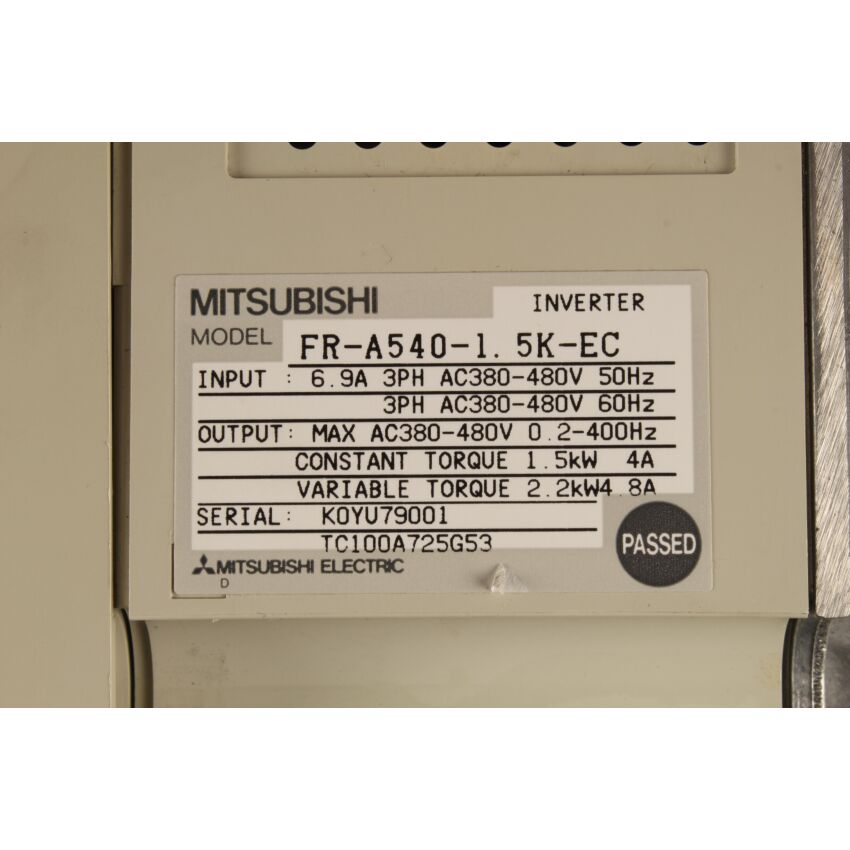 MITSUBISHI INVERTER
MODEL FR-A540-1.5K-EC
INPUT : 6.9A 3PH AC380-480V 50Hz
3PH AC380-480V 60Hz
OUTPUT: MAX AC380-480V 0.2-400Hz
CONSTANT TORQUE 1.5kW 4A
VARIABLE TORQUE 2.2kW4.8A
SERIAL: K0YU79001
TC100A725G53
PASSED
MITSUBISHI ELECTRIC
D